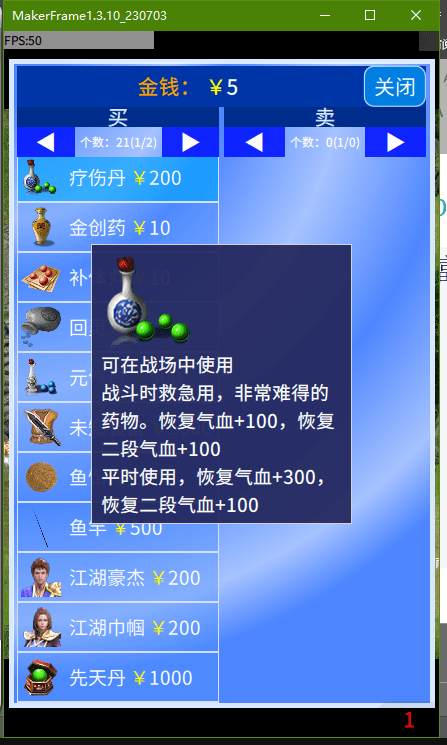 MakerFrame1.3.10_230703
FPS:50
金钱： ￥5
关闭
买
卖
个数：21(1/2)
个数：0(1/0)
疗伤丹 ￥200
金创药 ￥10
补
回
元
未
鱼
鱼竿 ￥500
江湖豪杰 ￥200
江湖巾帼 ￥200
先天丹 ￥1000
可在战场中使用
战斗时救急用，非常难得的
药物。恢复气血+100，恢复
二段气血+100
平时使用，恢复气血+300，
恢复二段气血+100
1